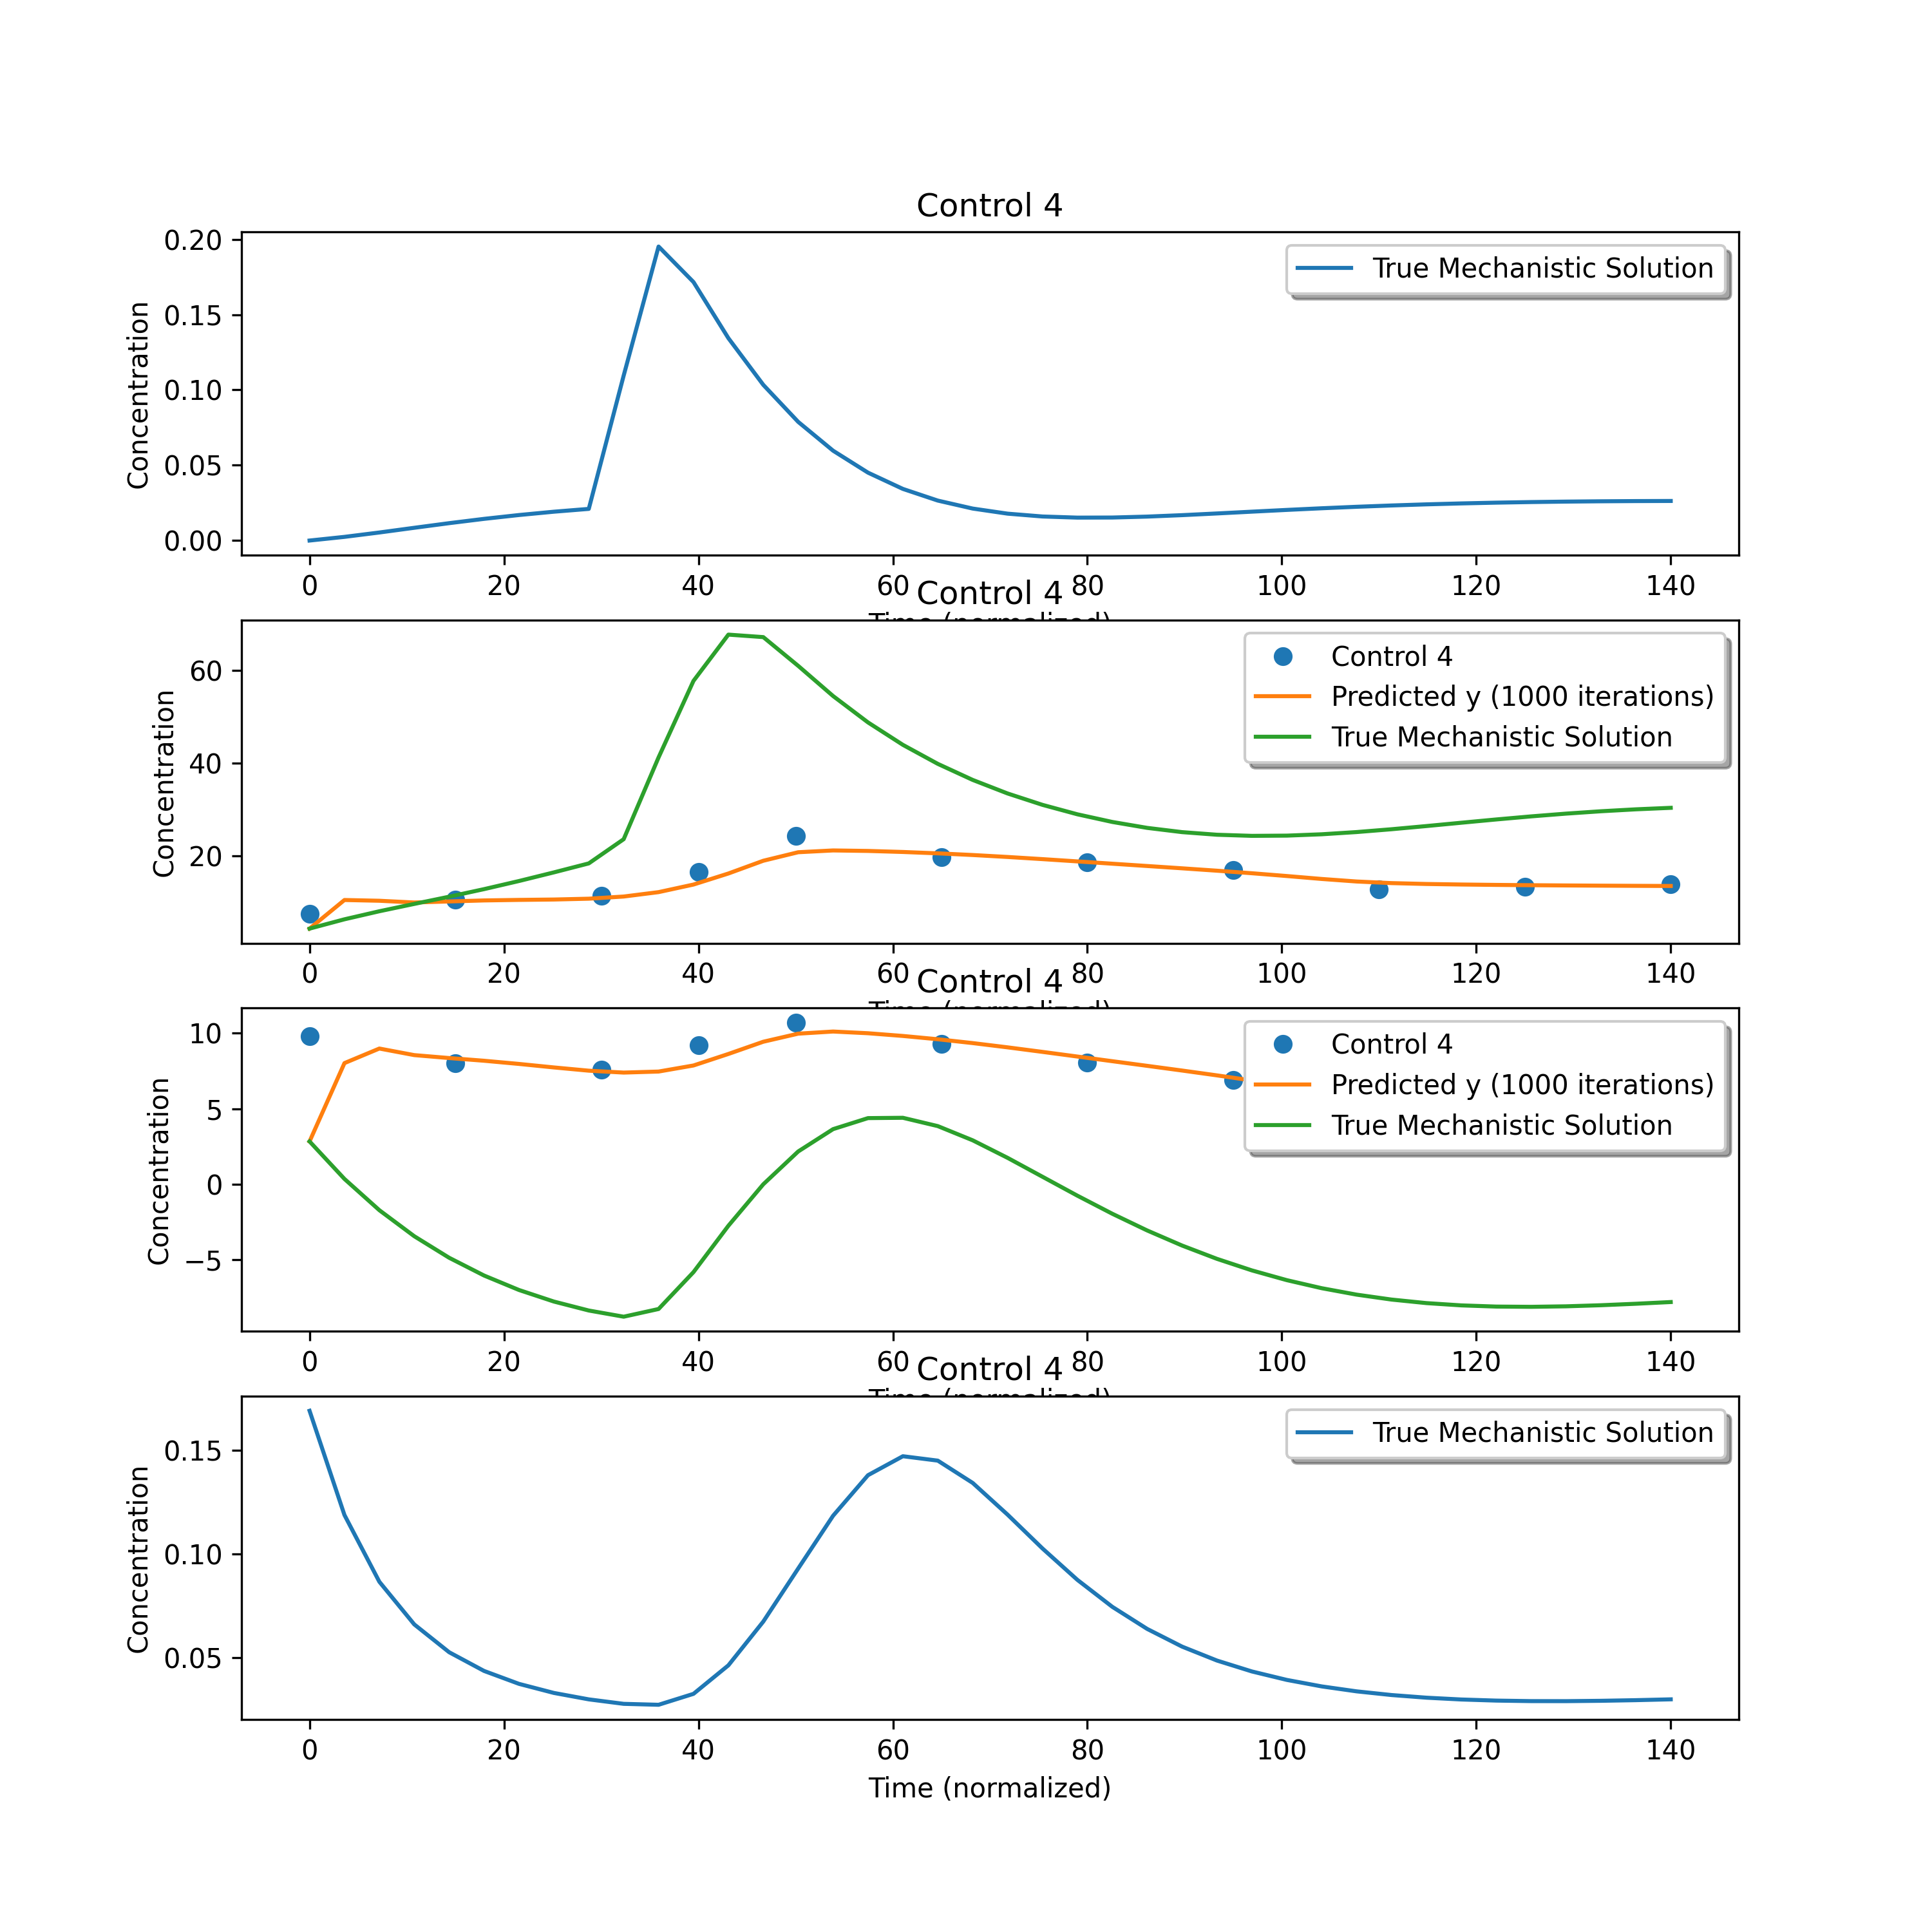 Control 4
0.20
0.15
0.10
0.05
0.00
Concentration
True Mechanistic Solution
0 20 40 60 80 100 120 140
Control 4
60
40
20
Concentration
Control 4
Predicted y (1000 iterations)
True Mechanistic Solution
0 20 40 60 80 100 120 140
Control 4
10
5
0
−5
Concentration
Control 4
Predicted y (1000 iterations)
True Mechanistic Solution
0 20 40 60 80 100 120 140
Control 4
0.15
0.10
0.05
Concentration
True Mechanistic Solution
0 20 40 60 80 100 120 140
Time (normalized)